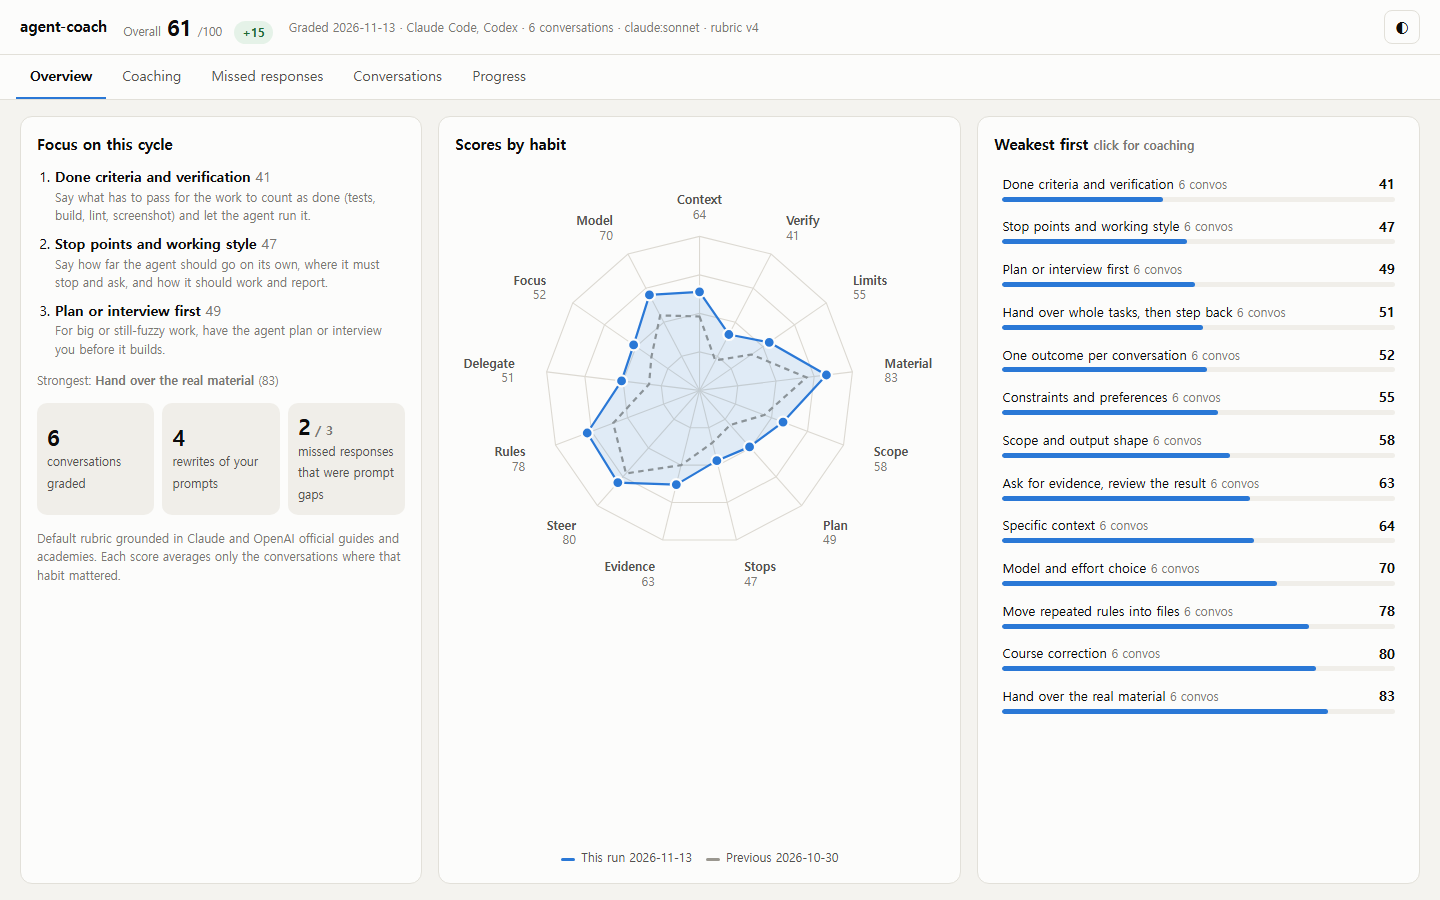 agent-coach Overall 61 /100 +15 Graded 2026-11-13 · Claude Code, Codex · 6 conversations · claude:sonnet · rubric v4
Overview Coaching Missed responses Conversations Progress
Focus on this cycle
1. Done criteria and verification 41
Say what has to pass for the work to count as done (tests,
build, lint, screenshot) and let the agent run it.
2. Stop points and working style 47
Say how far the agent should go on its own, where it must
stop and ask, and how it should work and report.
3. Plan or interview first 49
For big or still-fuzzy work, have the agent plan or interview
you before it builds.
Strongest: Hand over the real material (83)
6
conversations
graded
4
rewrites of your
prompts
2 / 3
missed responses
that were prompt
gaps
Default rubric grounded in Claude and OpenAI official guides and
academies. Each score averages only the conversations where that
habit mattered.
Scores by habit
Context
64
Verify
41
Limits
55
Material
83
Scope
58
Plan
49
Stops
47
Evidence
63
Steer
80
Rules
78
Delegate
51
Focus
52
Model
70
This run 2026-11-13 Previous 2026-10-30
Weakest first click for coaching
Done criteria and verification 6 convos 41
Stop points and working style 6 convos 47
Plan or interview first 6 convos 49
Hand over whole tasks, then step back 6 convos 51
One outcome per conversation 6 convos 52
Constraints and preferences 6 convos 55
Scope and output shape 6 convos 58
Ask for evidence, review the result 6 convos 63
Specific context 6 convos 64
Model and effort choice 6 convos 70
Move repeated rules into files 6 convos 78
Course correction 6 convos 80
Hand over the real material 6 convos 83